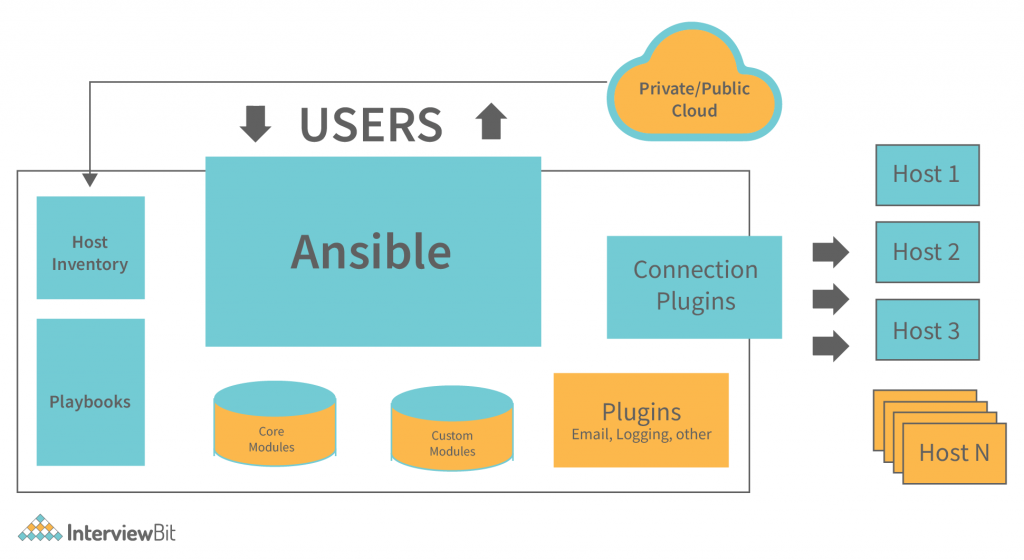 Private/Public
Cloud
USERS
Host 1
Host
Inventory
Ansible
Host 2
Connection
Plugins
Host 3
Playbooks
Core
Modules
Custom
Modules
Plugins
Email, Logging, other
Host N
InterviewBit